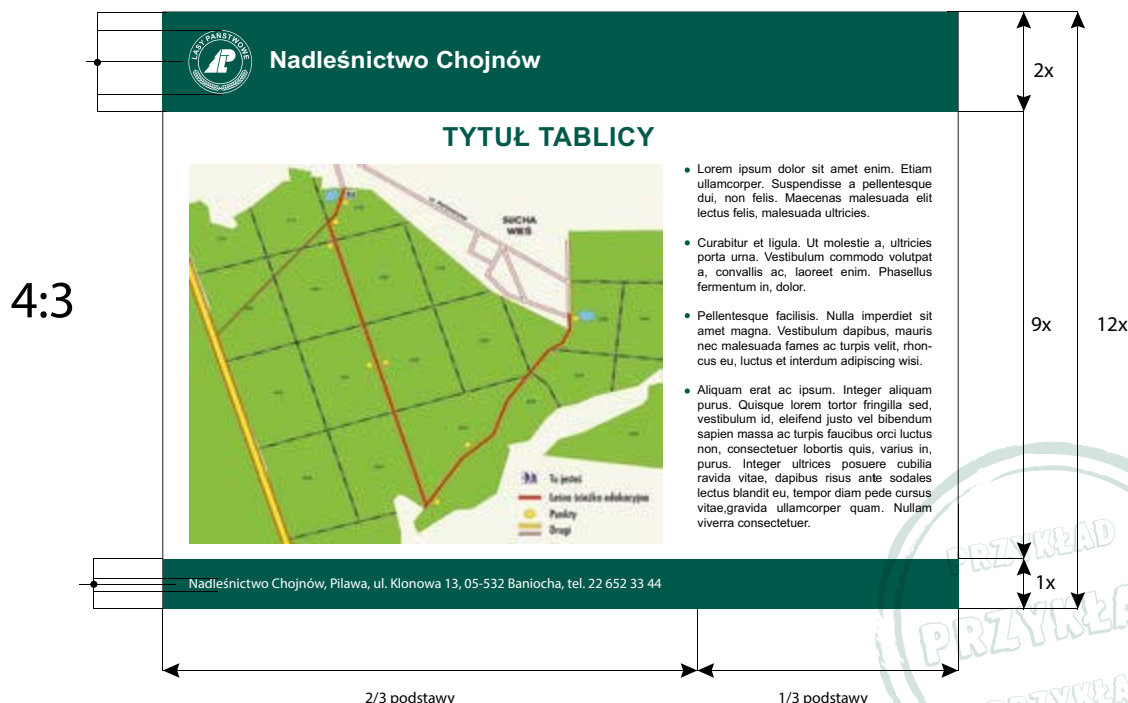 LASY PAŃSTWOWE
Nadleśnictwo Chojnów
2x
TYTUŁ TABLICY
SUCHA
WIEŚ
Tu jesteś
Leśna ścieżka edukacyjna
Punkty
Drogi
• Lorem ipsum dolor sit amet enim. Etiam
ullamcorper. Suspendisse a pellentesque
dui, non felis. Maecenas malesuada elit
lectus felis, malesuada ultricies.
• Curabitur et ligula. Ut molestie a, ultricies
porta urna. Vestibulum commodo volutpat
a, convallis ac, laoreet enim. Phasellus
fermentum in, dolor.
• Pellentesque facilisis. Nulla imperdiet sit
amet magna. Vestibulum dapibus, mauris
nec malesuada fames ac turpis velit, rhon-
cus eu, luctus et interdum adipiscing wisi.
• Aliquam erat ac ipsum. Integer aliquam
purus. Quisque lorem tortor fringilla sed,
vestibulum id, eleifend justo vel bibendum
sapien massa ac turpis faucibus orci luctus
non, consectetuer lobortis quis, varius in,
purus. Integer ultrices posuere cubilia
ravida vitae, dapibus risus ante sodales
lectus blandit eu, tempor diam pede cursus
vitae,gravida ullamcorper quam. Nullam
viverra consectetuer.
4:3
9x
12x
Nadleśnictwo Chojnów, Pilawa, ul. Klonowa 13, 05-532 Baniocha, tel. 22 652 33 44
1x
2/3 podstawy
1/3 podstawy
PRZYKŁAD